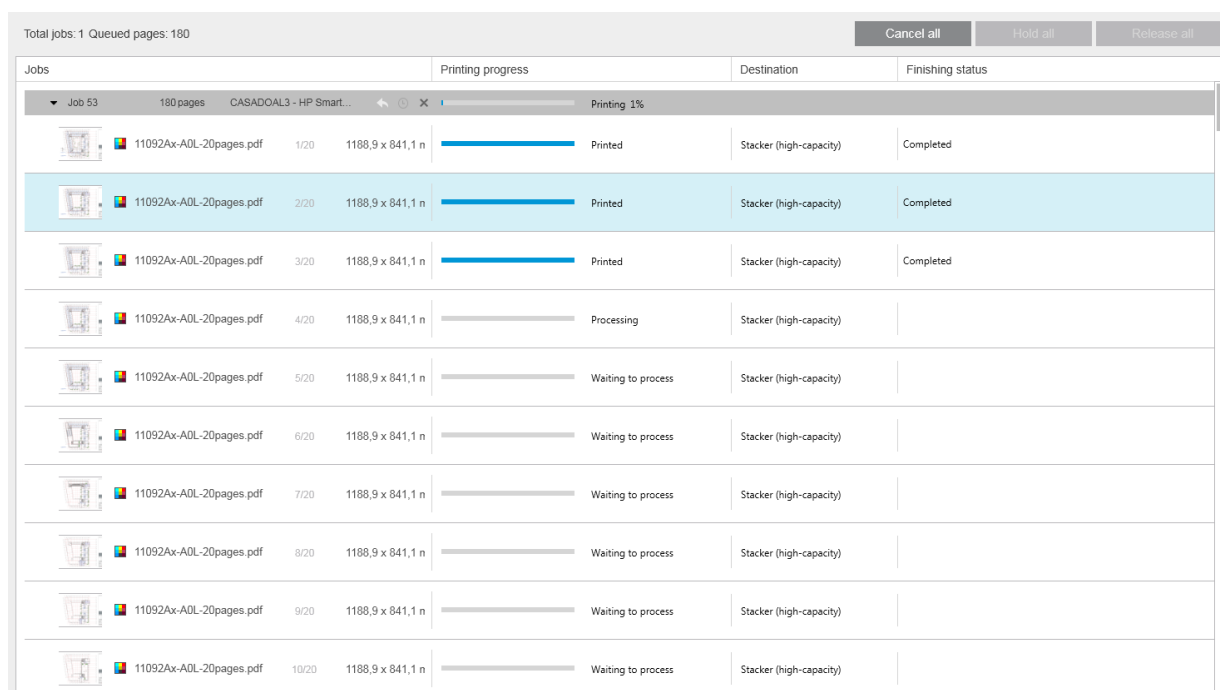 Total jobs: 1 Queued pages: 180 Cancel all Hold all Release all
Jobs Printing progress Destination Finishing status
Job 53 180 pages CASADOAL3 - HP Smart... Printing 1%
11092Ax-A0L-20pages.pdf 1/20 1188,9 x 841,1 n Printed Stacker (high-capacity) Completed
11092Ax-A0L-20pages.pdf 2/20 1188,9 x 841,1 n Printed Stacker (high-capacity) Completed
11092Ax-A0L-20pages.pdf 3/20 1188,9 x 841,1 n Printed Stacker (high-capacity) Completed
11092Ax-A0L-20pages.pdf 4/20 1188,9 x 841,1 n Processing Stacker (high-capacity)
11092Ax-A0L-20pages.pdf 5/20 1188,9 x 841,1 n Waiting to process Stacker (high-capacity)
11092Ax-A0L-20pages.pdf 6/20 1188,9 x 841,1 n Waiting to process Stacker (high-capacity)
11092Ax-A0L-20pages.pdf 7/20 1188,9 x 841,1 n Waiting to process Stacker (high-capacity)
11092Ax-A0L-20pages.pdf 8/20 1188,9 x 841,1 n Waiting to process Stacker (high-capacity)
11092Ax-A0L-20pages.pdf 9/20 1188,9 x 841,1 n Waiting to process Stacker (high-capacity)
11092Ax-A0L-20pages.pdf 10/20 1188,9 x 841,1 n Waiting to process Stacker (high-capacity)